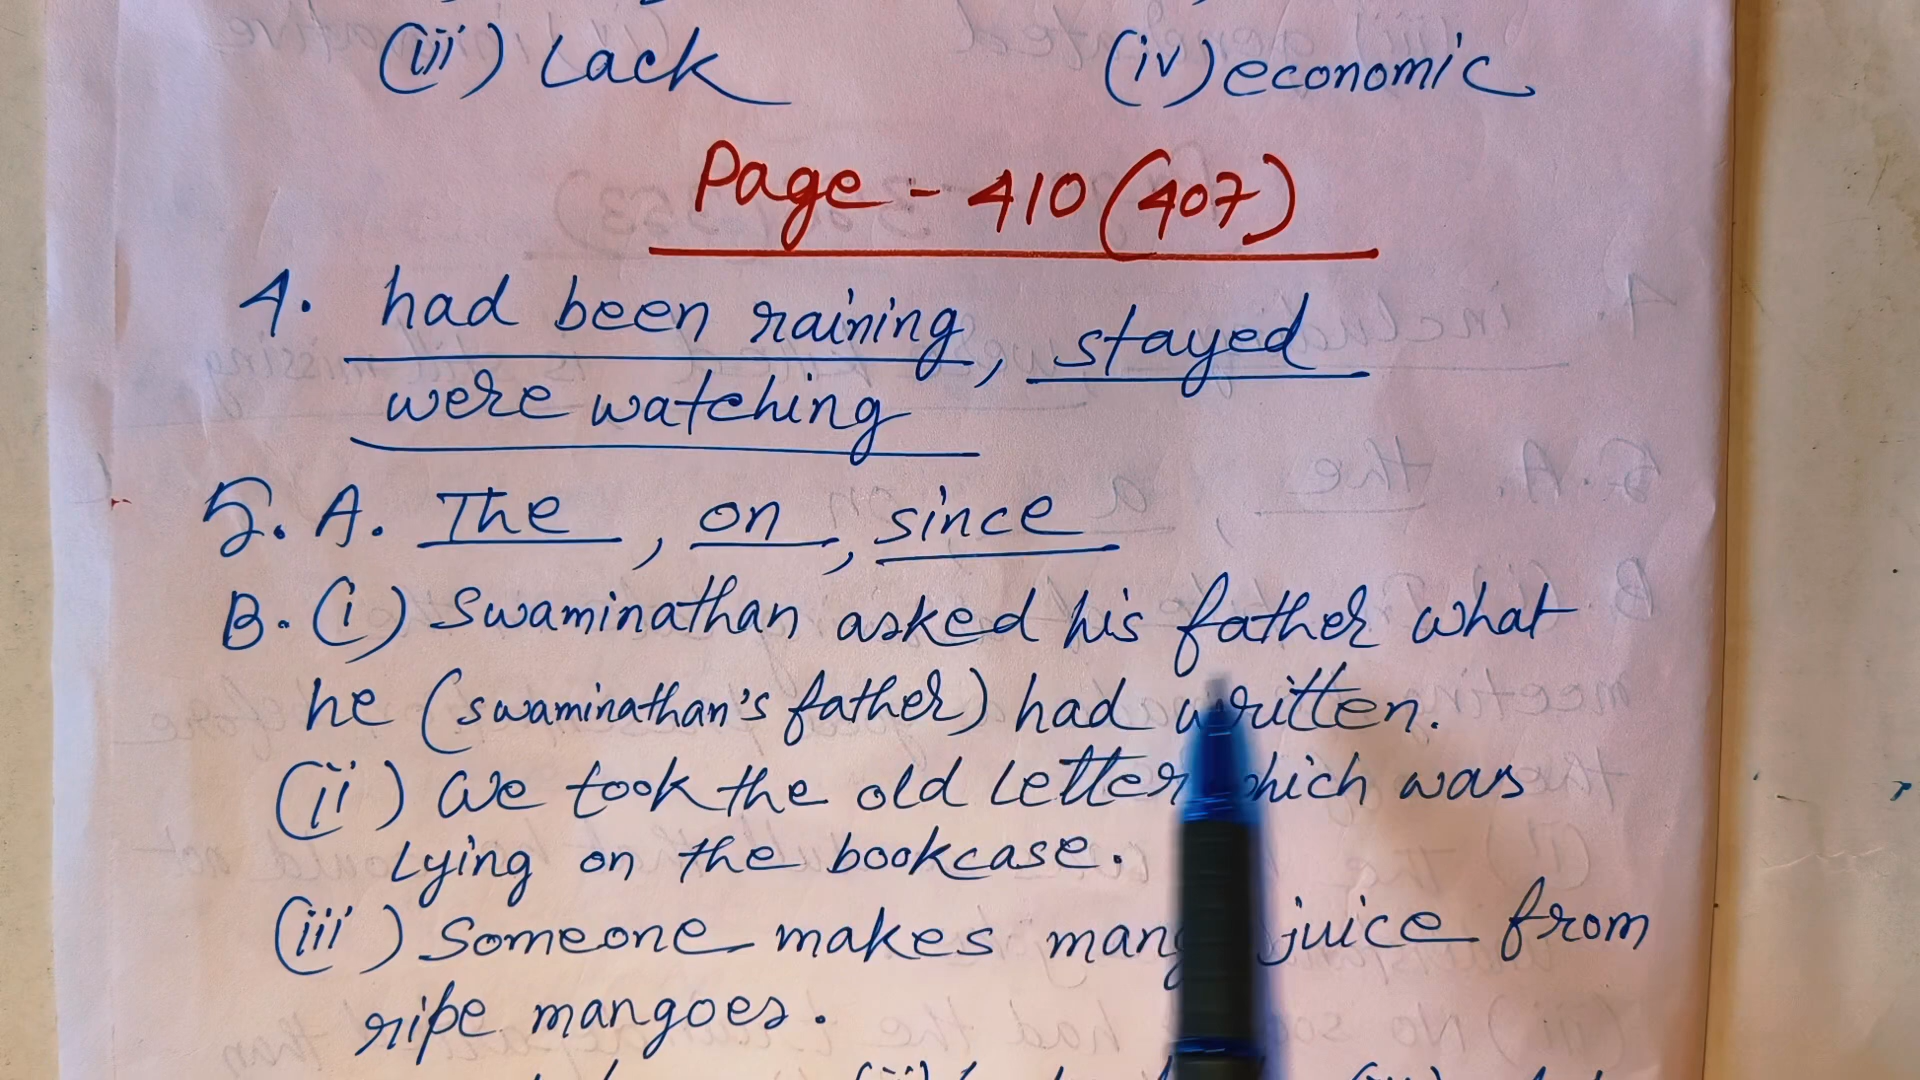 (iii) Lack (iv) economic
Page - 410 (407)
4. had been raining, stayed
were watching
5. A. The, on, since
B. (i) Swaminathan asked his father what
he (swaminathan's father) had written.
(ii) We took the old letter which was
lying on the bookcase.
(iii) Someone makes mango juice from
ripe mangoes.